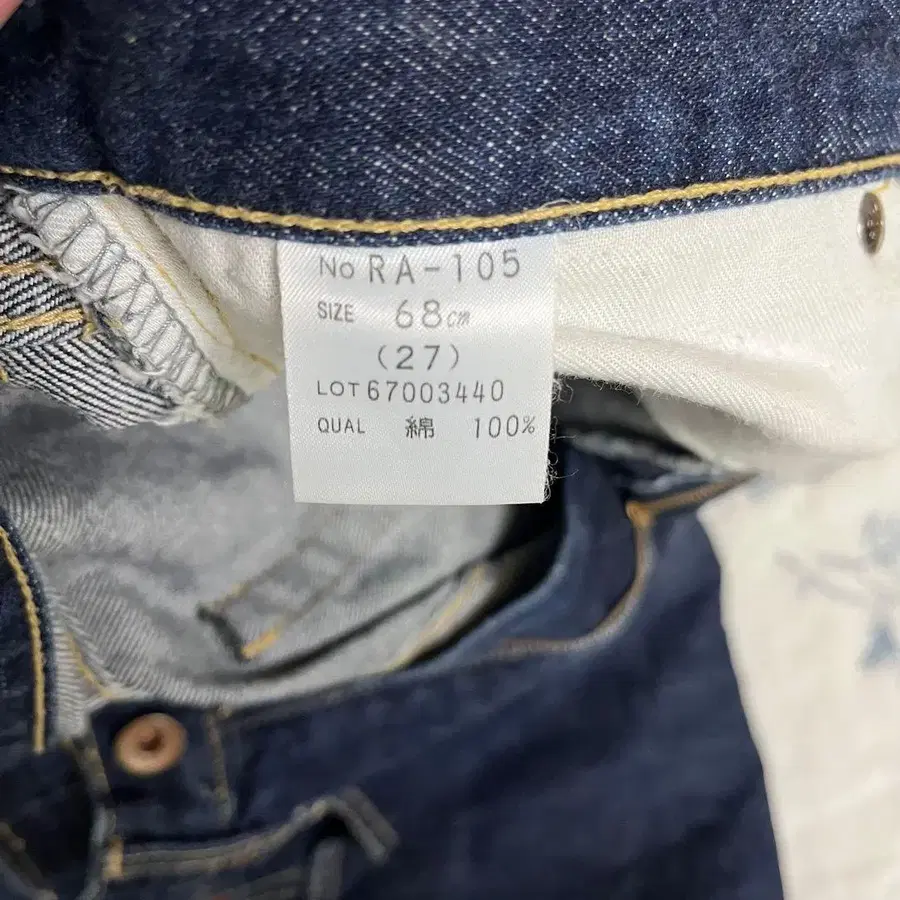 No RA-105
SIZE 68cm
(27)
LOT 67003440
QUAL 綿 100%